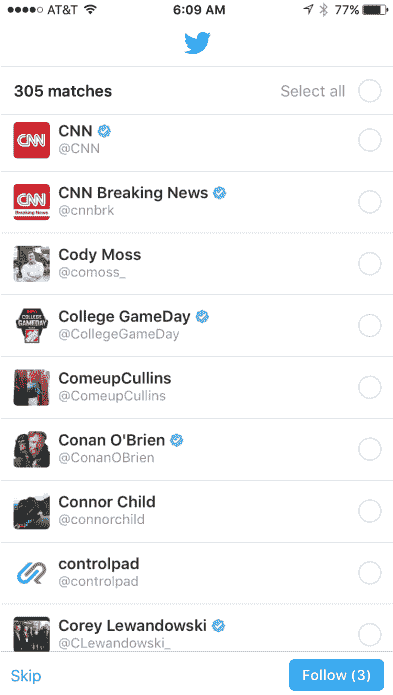 AT&T 6:09 AM 77%
305 matches Select all
CNN
@CNN
CNN
CNN Breaking News
Breaking News
@cnnbrk
Cody Moss
@comoss_
College GameDay
COLLEGE
GAMEDAY
@CollegeGameDay
ComeupCullins
@ComeupCullins
Conan O'Brien
@ConanOBrien
Connor Child
@connorchild
controlpad
@controlpad
Corey Lewandowski
@CLewandowski_
Skip Follow (3)